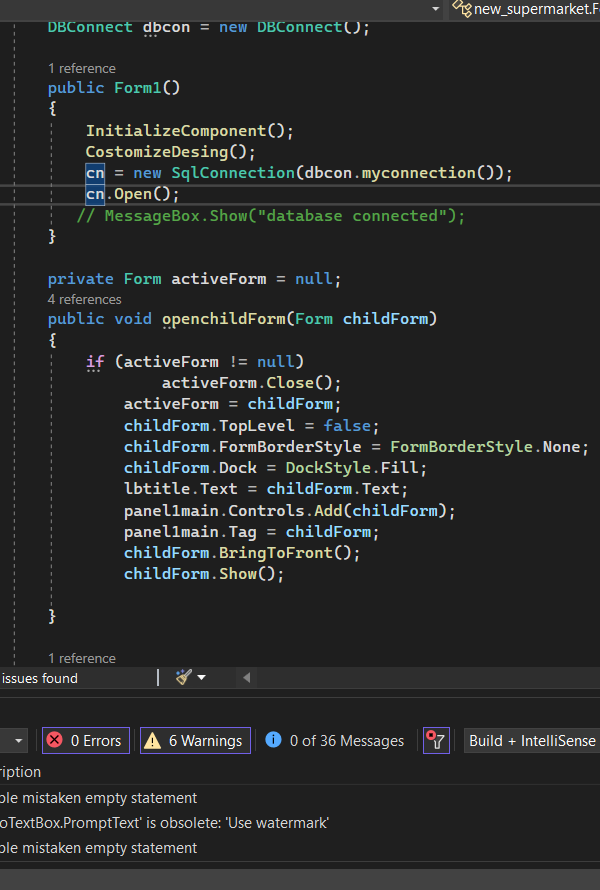 new_supermarket.F
DBConnect dbcon = new DBConnect();
1 reference
public Form1()
{
InitializeComponent();
CostomizeDesing();
cn = new SqlConnection(dbcon.myconnection());
cn.Open();
// MessageBox.Show("database connected");
}
private Form activeForm = null;
4 references
public void openchildForm(Form childForm)
{
if (activeForm != null)
activeForm.Close();
activeForm = childForm;
childForm.TopLevel = false;
childForm.FormBorderStyle = FormBorderStyle.None;
childForm.Dock = DockStyle.Fill;
lbtitle.Text = childForm.Text;
panel1main.Controls.Add(childForm);
panel1main.Tag = childForm;
childForm.BringToFront();
childForm.Show();
}
1 reference
issues found
0 Errors 6 Warnings 0 of 36 Messages Build + IntelliSense
ription
ble mistaken empty statement
oTextBox.PromptText' is obsolete: 'Use watermark'
ble mistaken empty statement